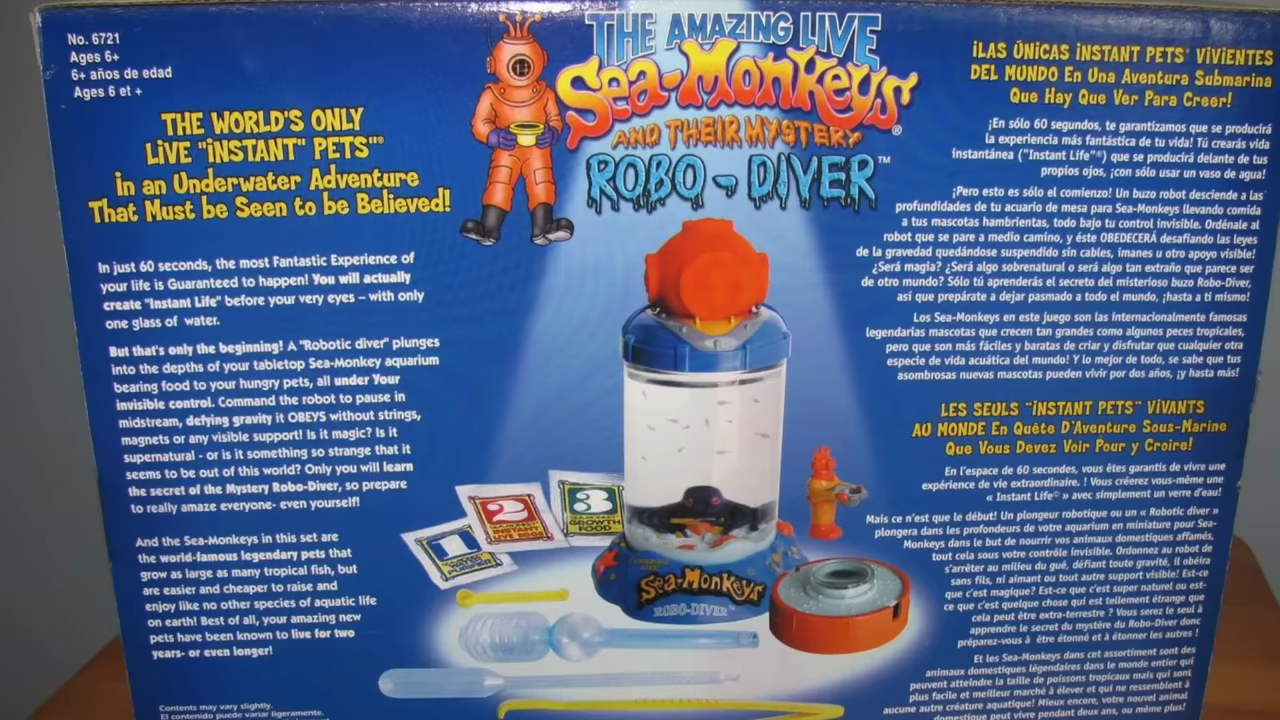 No. 6721
Ages 6+
6+ años de edad
Ages 6 et +
THE WORLD'S ONLY
LiVE "iNSTANT" PETS"®
in an Underwater Adventure
That Must be Seen to be Believed!
In just 60 seconds, the most Fantastic Experience of
your life is Guaranteed to happen! You will actually
create "Instant Life" before your very eyes – with only
one glass of water.
But that's only the beginning! A "Robotic diver" plunges
into the depths of your tabletop Sea-Monkey aquarium
bearing food to your hungry pets, all under Your
invisible control. Command the robot to pause in
midstream, defying gravity it OBEYS without strings,
magnets or any visible support! Is it magic? Is it
supernatural - or is it something so strange that it
seems to be out of this world? Only you will learn
the secret of the Mystery Robo-Diver, so prepare
to really amaze everyone- even yourself!
And the Sea-Monkeys in this set are
the world-famous legendary pets that
grow as large as many tropical fish, but
are easier and cheaper to raise and
enjoy like no other species of aquatic life
on earth! Best of all, your amazing new
pets have been known to live for two
years- or even longer!
Contents may vary slightly.
El contenido puede variar ligeramente.
THE AMAZING LIVE
Sea-Monkeys®
AND THEIR MYSTERY
ROBO-DIVER™
1
WATER
PURIFIER
2
INSTANT
LIVE EGGS
3
GROWTH
FOOD
AMAZING
LIVE
Sea-Monkeys
ROBO-DIVER™
¡LAS ÚNICAS iNSTANT PETS® ViViENTES
DEL MUNDO En Una Aventura Submarina
Que Hay Que Ver Para Creer!
¡En sólo 60 segundos, te garantizamos que se producirá
la experiencia más fantástica de tu vida! Tú crearás vida
instantánea ("Instant Life"®) que se producirá delante de tus
propios ojos, ¡con sólo usar un vaso de agua!
¡Pero esto es sólo el comienzo! Un buzo robot desciende a las
profundidades de tu acuario de mesa para Sea-Monkeys llevando comida
a tus mascotas hambrientas, todo bajo tu control invisible. Ordénale al
robot que se pare a medio camino, y éste OBEDECERÁ desafiando las leyes
de la gravedad quedándose suspendido sin cables, imanes u otro apoyo visible!
¿Será magia? ¿Será algo sobrenatural o será algo tan extraño que parece ser
de otro mundo? Sólo tú aprenderás el secreto del misterioso buzo Robo-Diver,
así que prepárate a dejar pasmado a todo el mundo, ¡hasta a ti mismo!
Los Sea-Monkeys en este juego son las internacionalmente famosas
legendarias mascotas que crecen tan grandes como algunos peces tropicales,
pero que son más fáciles y baratas de criar y disfrutar que cualquier otra
especie de vida acuática del mundo! Y lo mejor de todo, se sabe que tus
asombrosas nuevas mascotas pueden vivir por dos años, ¡y hasta más!
LES SEULS "iNSTANT PETS" ViVANTS
AU MONDE En Quête D'Aventure Sous-Marine
Que Vous Devez Voir Pour y Croire!
En l'espace de 60 secondes, vous êtes garantis de vivre une
expérience de vie extraordinaire. ! Vous créerez vous-même une
« Instant Life© » avec simplement un verre d'eau!
Mais ce n'est que le début! Un plongeur robotique ou un « Robotic diver »
plongera dans les profondeurs de votre aquarium en miniature pour Sea-
Monkeys dans le but de nourrir vos animaux domestiques affamés,
tout cela sous votre contrôle invisible. Ordonnez au robot de
s'arrêter au milieu du gué, défiant toute gravité, il obéira
sans fils, ni aimant ou tout autre support visible! Est-ce
que c'est magique? Est-ce que c'est super naturel ou est-
ce que c'est quelque chose qui est tellement étrange que
cela peut être extra-terrestre ? Vous serez le seul à
apprendre le secret du mystère du Robo-Diver donc
préparez-vous à être étonné et à étonner les autres !
Et les Sea-Monkeys dans cet assortiment sont des
animaux domestiques légendaires dans le monde entier qui
peuvent atteindre la taille de poissons tropicaux mais qui sont
plus facile et meilleur marché à élever et qui ne ressemblent à
aucune autre créature aquatique! Mieux encore, votre nouvel animal
domestique peut vivre pendant deux ans, ou même plus!